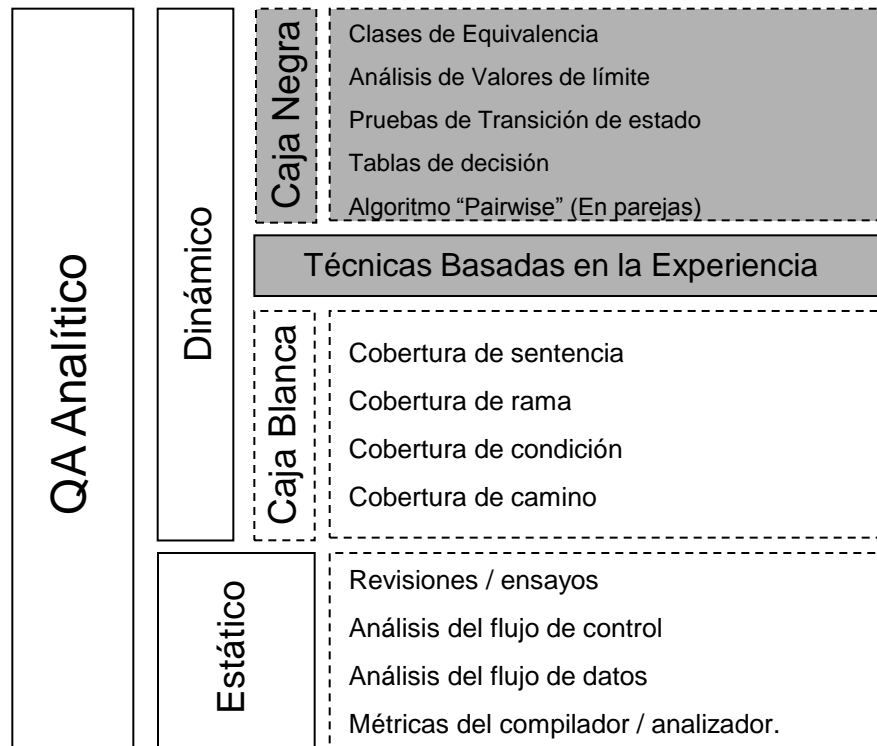 QA Analítico
Dinámico
Caja Negra
Clases de Equivalencia
Análisis de Valores de límite
Pruebas de Transición de estado
Tablas de decisión
Algoritmo “Pairwise” (En parejas)
Técnicas Basadas en la Experiencia
Caja Blanca
Cobertura de sentencia
Cobertura de rama
Cobertura de condición
Cobertura de camino
Estático
Revisiones / ensayos
Análisis del flujo de control
Análisis del flujo de datos
Métricas del compilador / analizador.